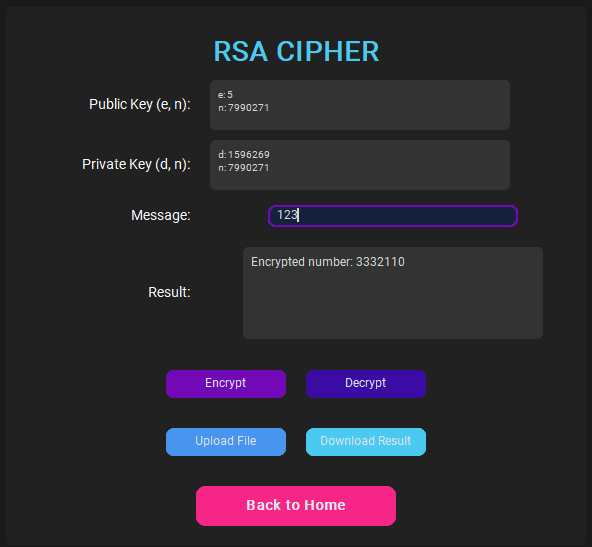 RSA CIPHER
Public Key (e, n):
e: 5
n: 7990271
Private Key (d, n):
d: 1596269
n: 7990271
Message:
123
Result:
Encrypted number: 3332110
Encrypt
Decrypt
Upload File
Download Result
Back to Home